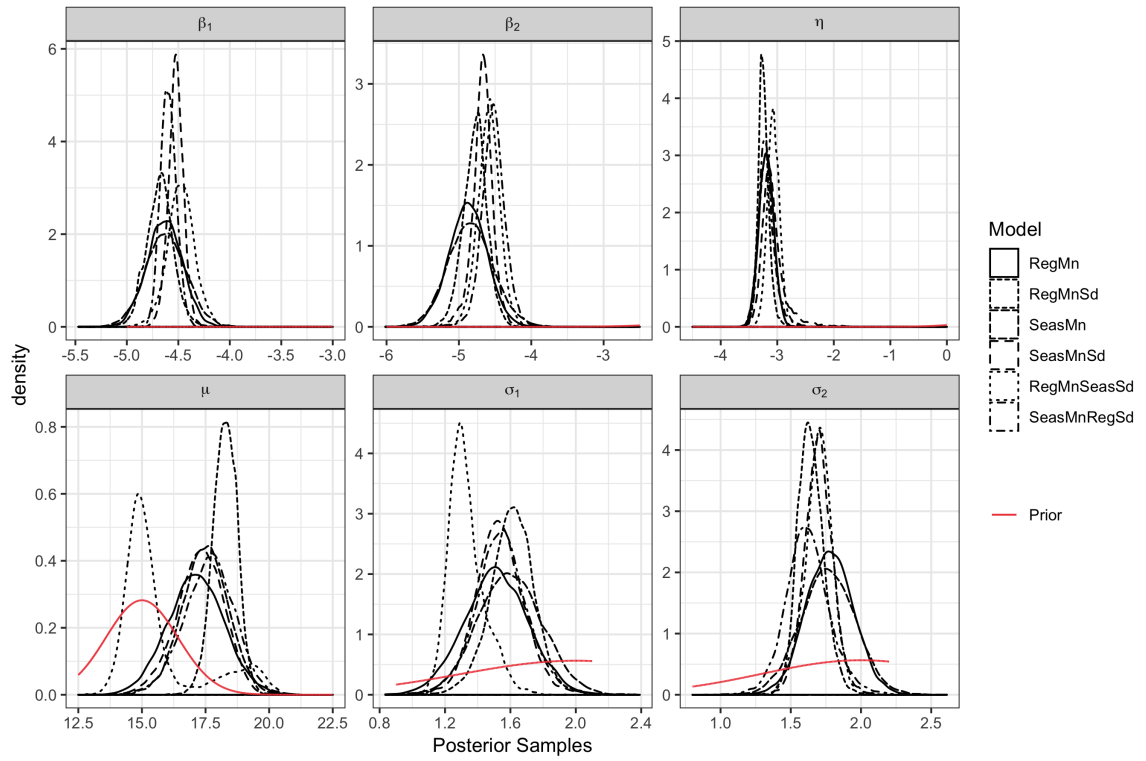 β₁ β₂ η
6
4
2
0
-5.5 -5.0 -4.5 -4.0 -3.5 -3.0
3
2
1
0
-6 -5 -4 -3
5
4
3
2
1
0
-4 -3 -2 -1 0
μ σ₁ σ₂
0.8
0.6
0.4
0.2
0.0
12.5 15.0 17.5 20.0 22.5
4
3
2
1
0
0.8 1.2 1.6 2.0 2.4
4
3
2
1
0
1.0 1.5 2.0 2.5
density
Posterior Samples
Model
RegMn
RegMnSd
SeasMn
SeasMnSd
RegMnSeasSd
SeasMnRegSd
Prior